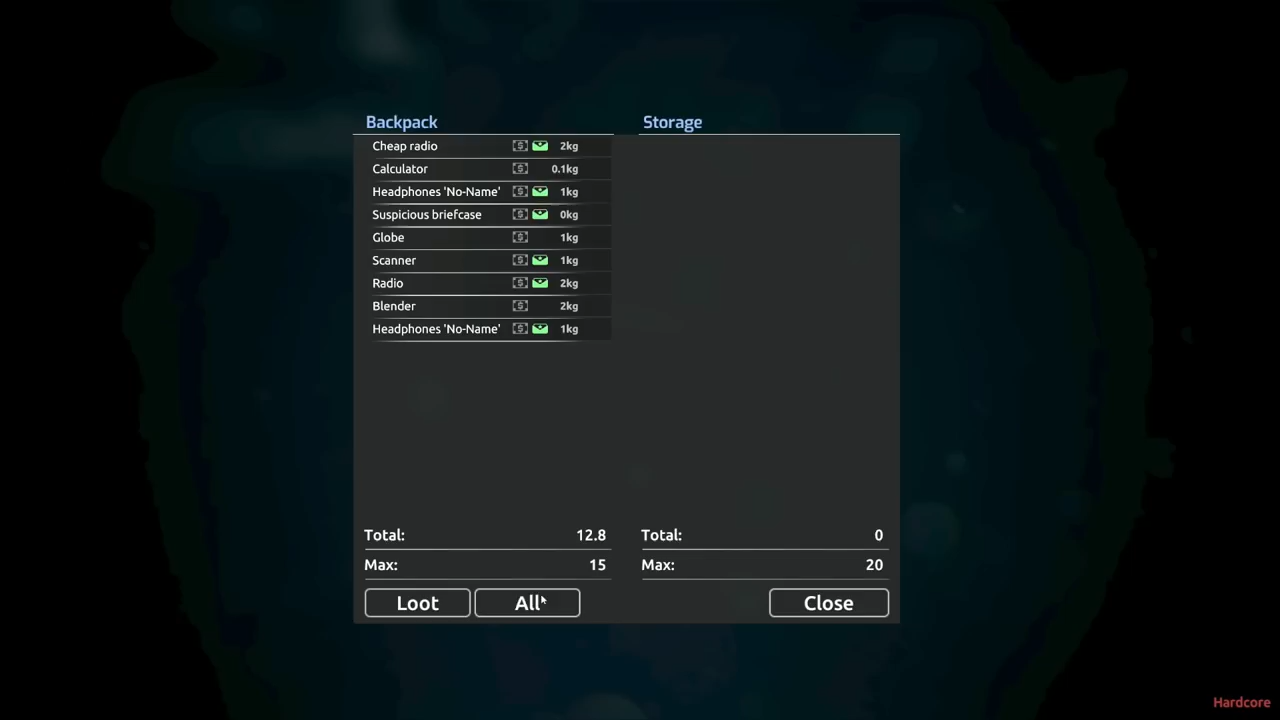 Backpack
Storage
Cheap radio 2kg
Calculator 0.1kg
Headphones 'No-Name' 1kg
Suspicious briefcase 0kg
Globe 1kg
Scanner 1kg
Radio 2kg
Blender 2kg
Headphones 'No-Name' 1kg
Total: 12.8
Total: 0
Max: 15
Max: 20
Loot
All
Close
Hardcore